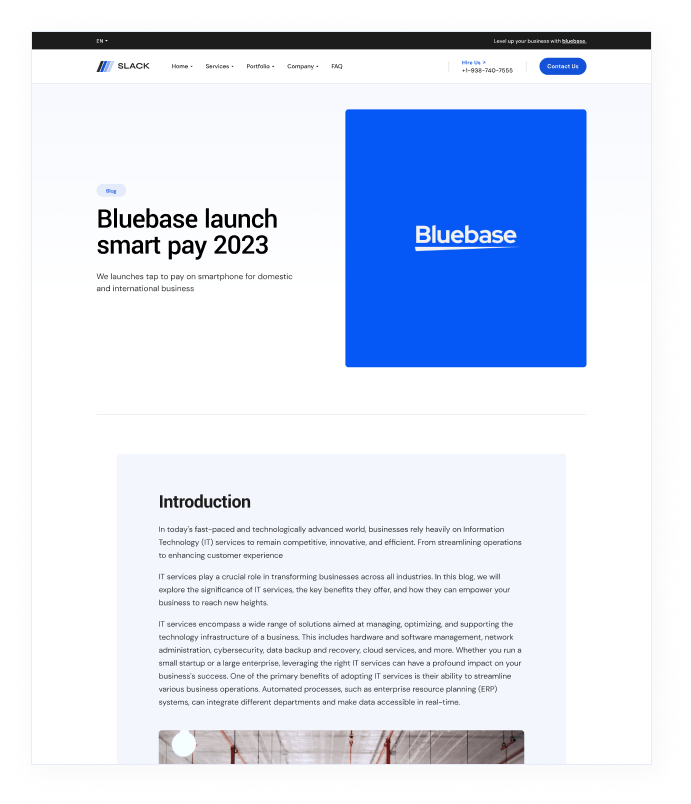 EN
Level up your business with bluebase.
SLACK
Home
Services
Portfolio
Company
FAQ
Hire Us
+1-938-740-7555
Contact Us
Blog
Bluebase launch
smart pay 2023
We launches tap to pay on smartphone for domestic
and international business
Bluebase
Introduction
In today's fast-paced and technologically advanced world, businesses rely heavily on Information
Technology (IT) services to remain competitive, innovative, and efficient. From streamlining operations
to enhancing customer experience
IT services play a crucial role in transforming businesses across all industries. In this blog, we will
explore the significance of IT services, the key benefits they offer, and how they can empower your
business to reach new heights.
IT services encompass a wide range of solutions aimed at managing, optimizing, and supporting the
technology infrastructure of a business. This includes hardware and software management, network
administration, cybersecurity, data backup and recovery, cloud services, and more. Whether you run a
small startup or a large enterprise, leveraging the right IT services can have a profound impact on your
business's success. One of the primary benefits of adopting IT services is their ability to streamline
various business operations. Automated processes, such as enterprise resource planning (ERP)
systems, can integrate different departments and make data accessible in real-time.